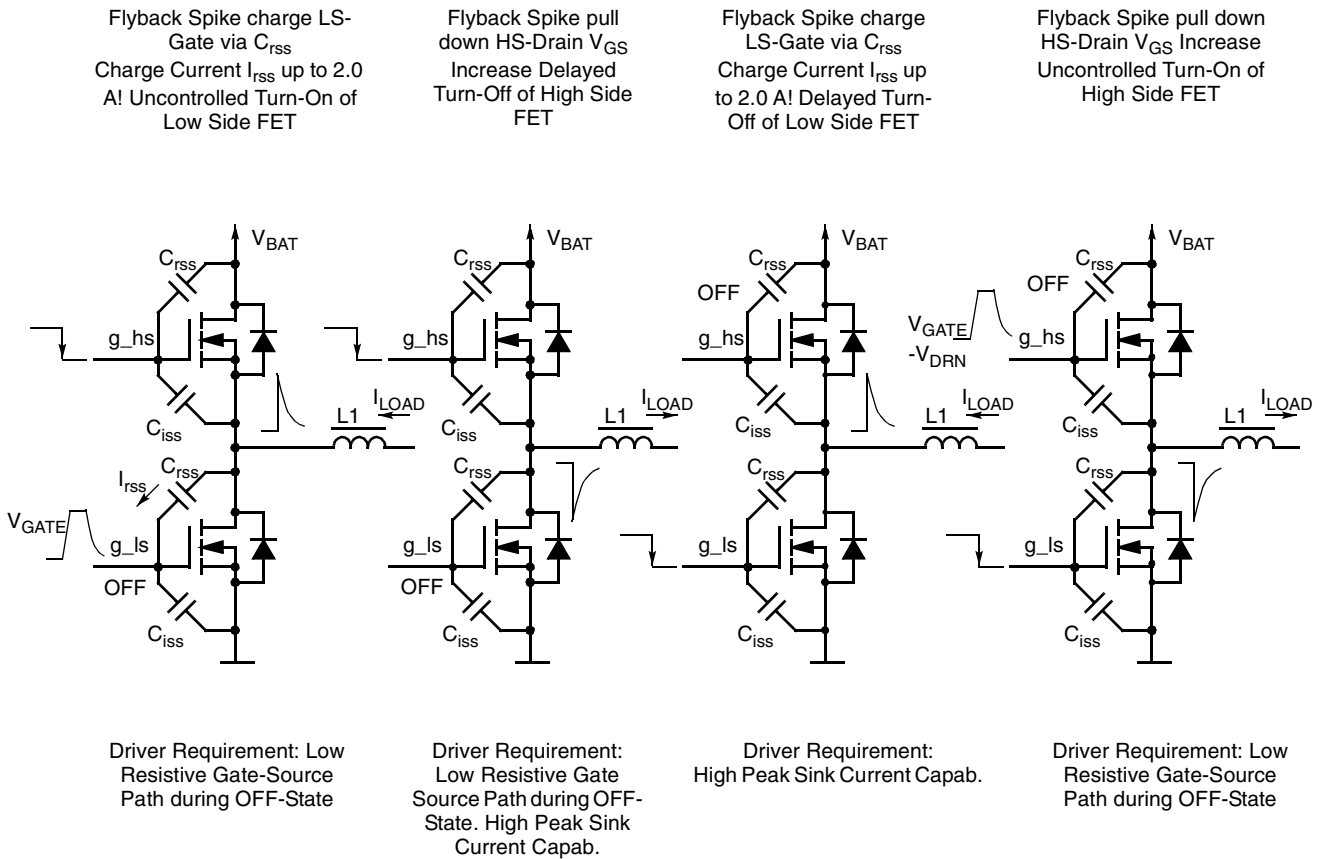 Flyback Spike charge LS-
Gate via Crss
Charge Current Irss up to 2.0
A! Uncontrolled Turn-On of
Low Side FET
Flyback Spike pull
down HS-Drain VGS
Increase Delayed
Turn-Off of High Side
FET
Flyback Spike charge
LS-Gate via Crss
Charge Current Irss up
to 2.0 A! Delayed Turn-
Off of Low Side FET
Flyback Spike pull down
HS-Drain VGS Increase
Uncontrolled Turn-On of
High Side FET
VBAT
Crss
g_hs
ILOAD
L1
Ciss
Crss
Irss
VGATE
g_ls
OFF
Ciss
VBAT
Crss
g_hs
ILOAD
L1
Ciss
Crss
g_ls
OFF
Ciss
VBAT
Crss
OFF
g_hs
ILOAD
L1
Ciss
Crss
g_ls
Ciss
VBAT
Crss
OFF
VGATE
-VDRN
g_hs
ILOAD
L1
Ciss
Crss
g_ls
Ciss
Driver Requirement: Low
Resistive Gate-Source
Path during OFF-State
Driver Requirement:
Low Resistive Gate
Source Path during OFF-
State. High Peak Sink
Current Capab.
Driver Requirement:
High Peak Sink Current Capab.
Driver Requirement: Low
Resistive Gate-Source
Path during OFF-State